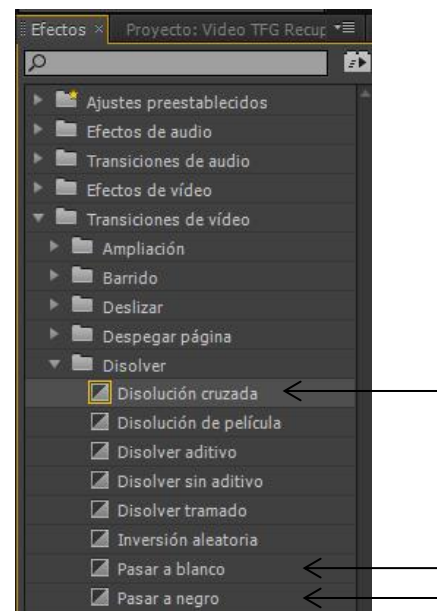 Efectos × Proyecto: Video TFG Recup
Ajustes preestablecidos
Efectos de audio
Transiciones de audio
Efectos de vídeo
Transiciones de vídeo
Ampliación
Barrido
Deslizar
Despegar página
Disolver
Disolución cruzada
Disolución de película
Disolver aditivo
Disolver sin aditivo
Disolver tramado
Inversión aleatoria
Pasar a blanco
Pasar a negro